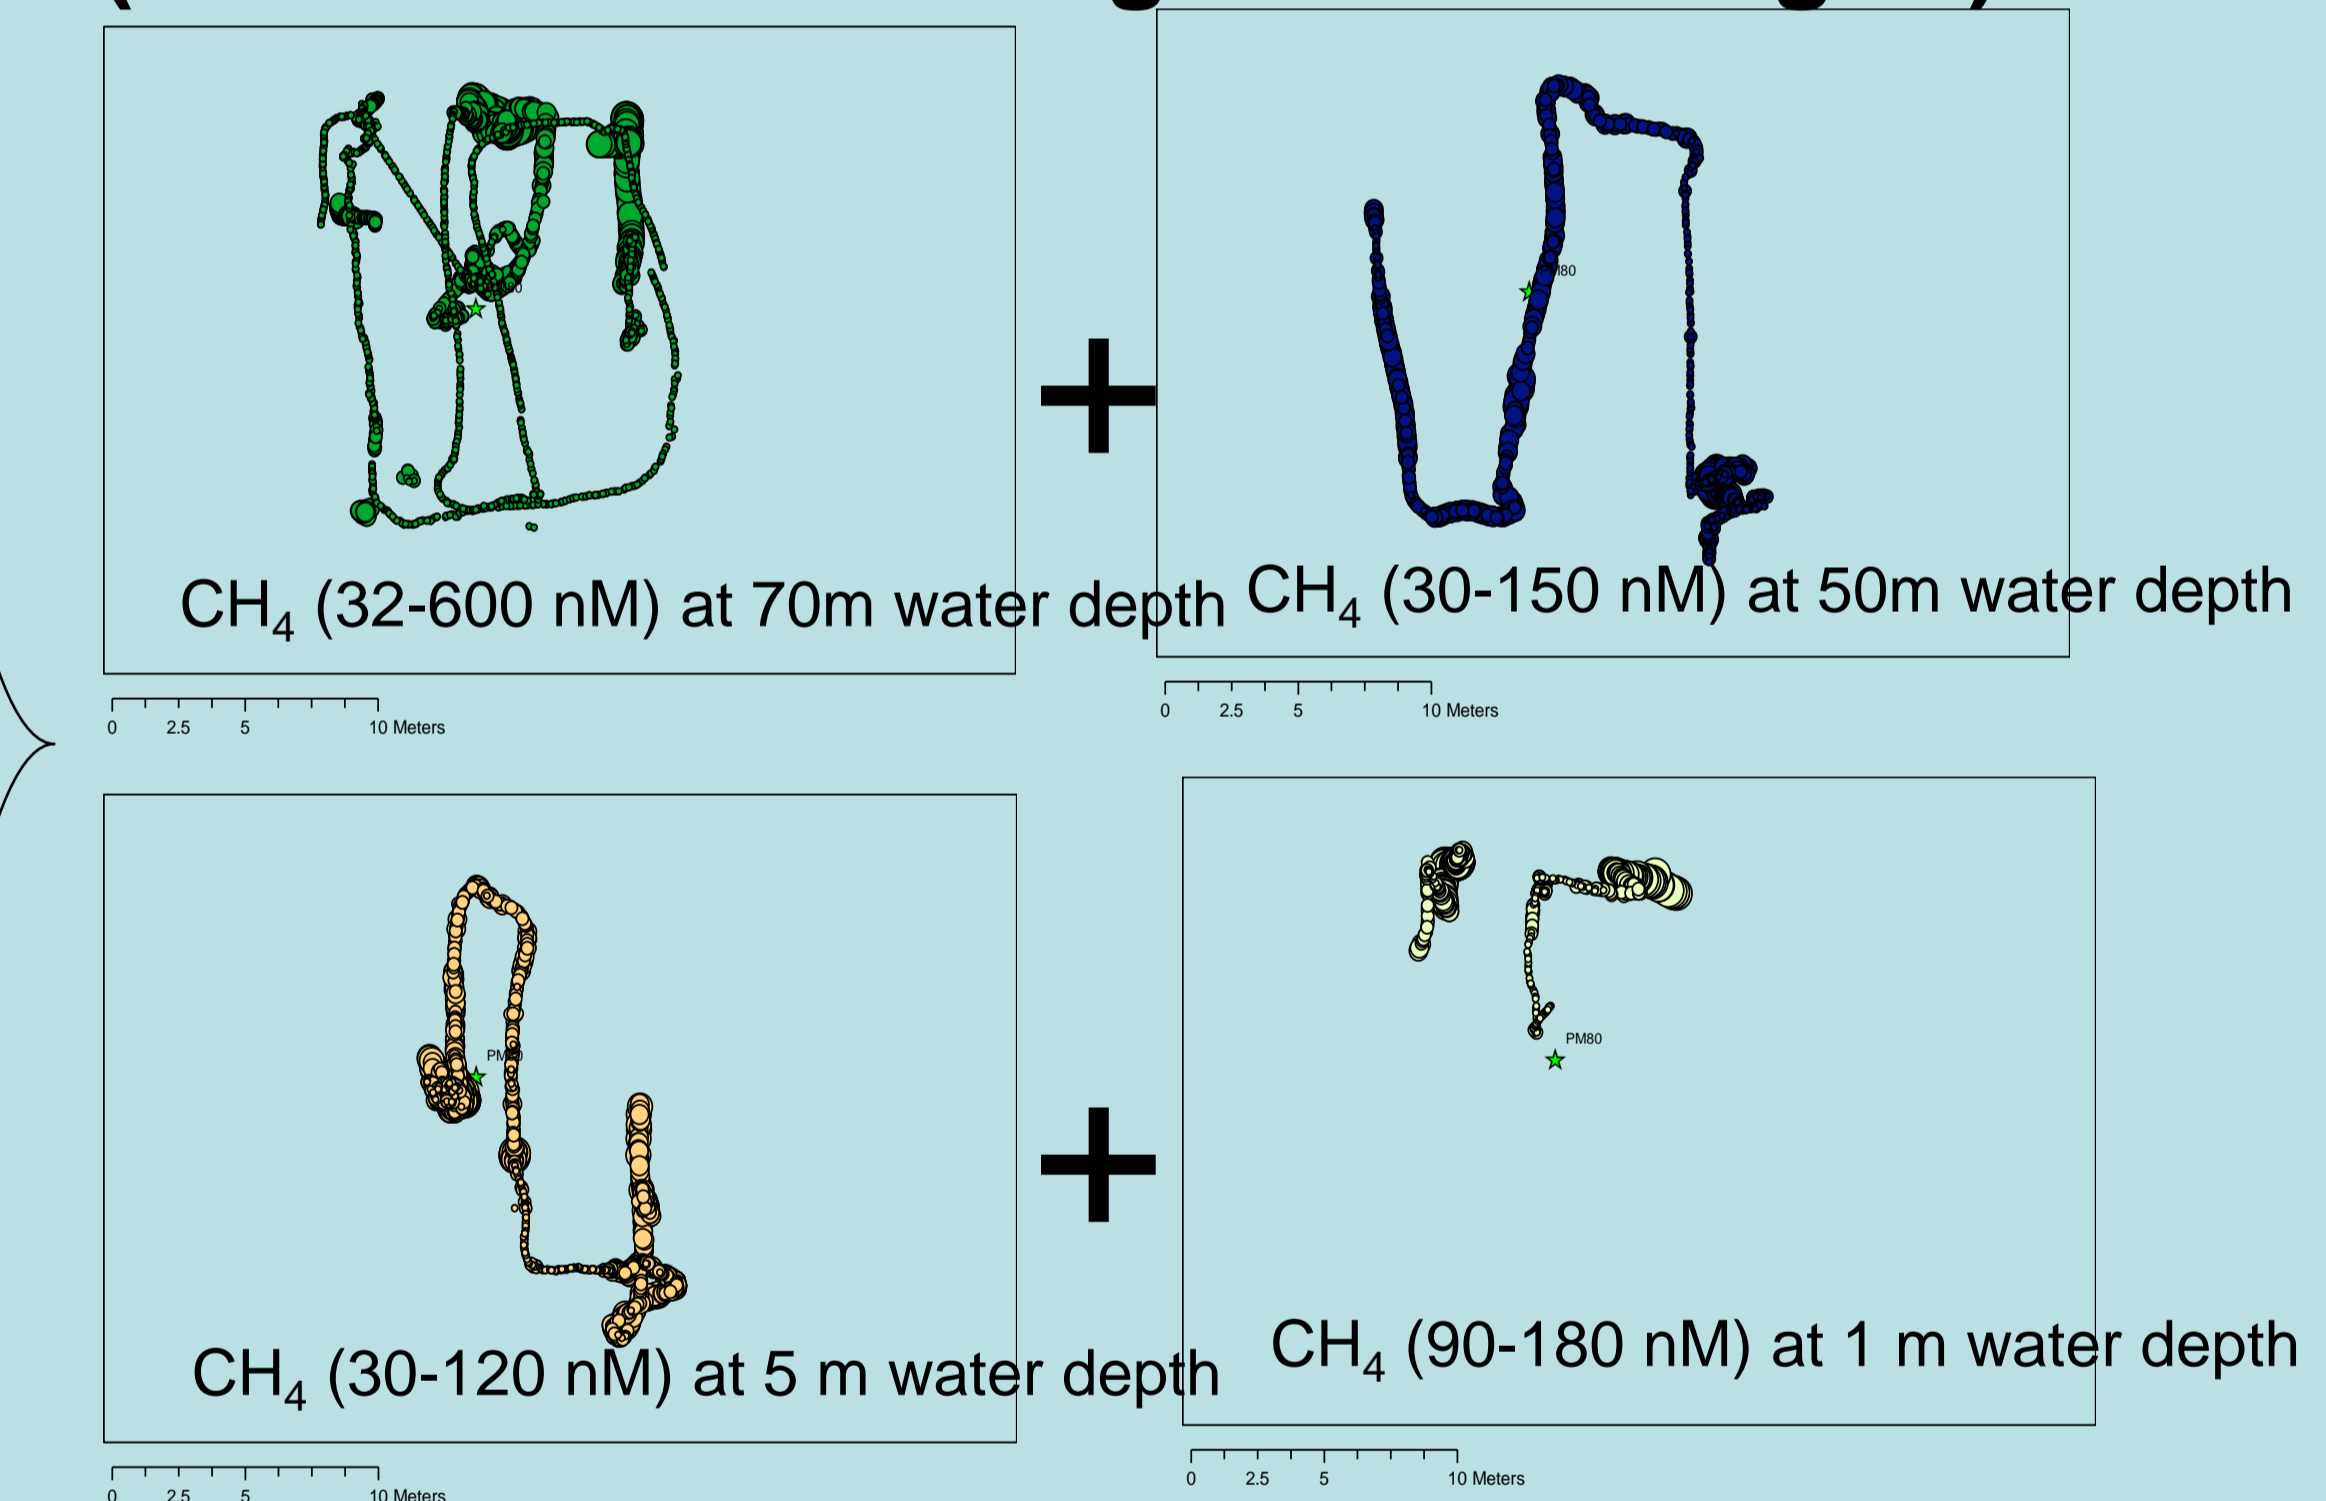 CH₄ (32-600 nM) at 70m water depth
0 2.5 5 10 Meters
PM80
CH₄ (30-150 nM) at 50m water depth
0 2.5 5 10 Meters
+
PM80
CH₄ (30-120 nM) at 5 m water depth
0 2.5 5 10 Meters
PM80
CH₄ (90-180 nM) at 1 m water depth
0 2.5 5 10 Meters
+